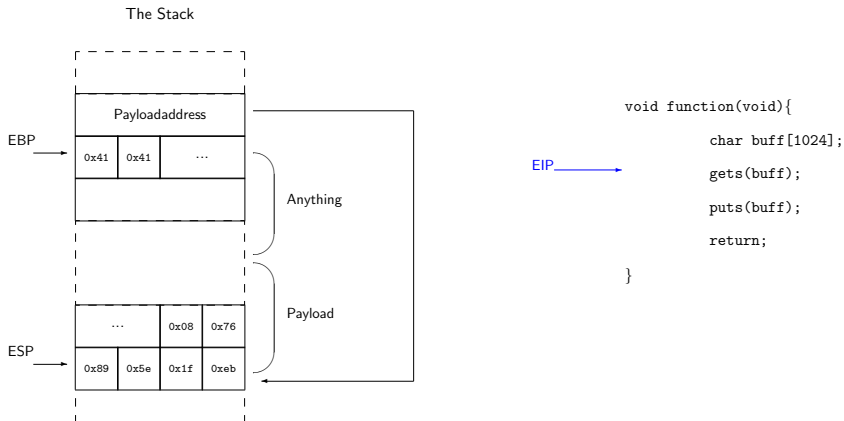 The Stack
Payloadaddress
EBP
0x41 0x41 ...
Anything
Payload
... 0x08 0x76
ESP
0x89 0x5e 0x1f 0xeb
void function(void){
char buff[1024];
EIP
gets(buff);
puts(buff);
return;
}